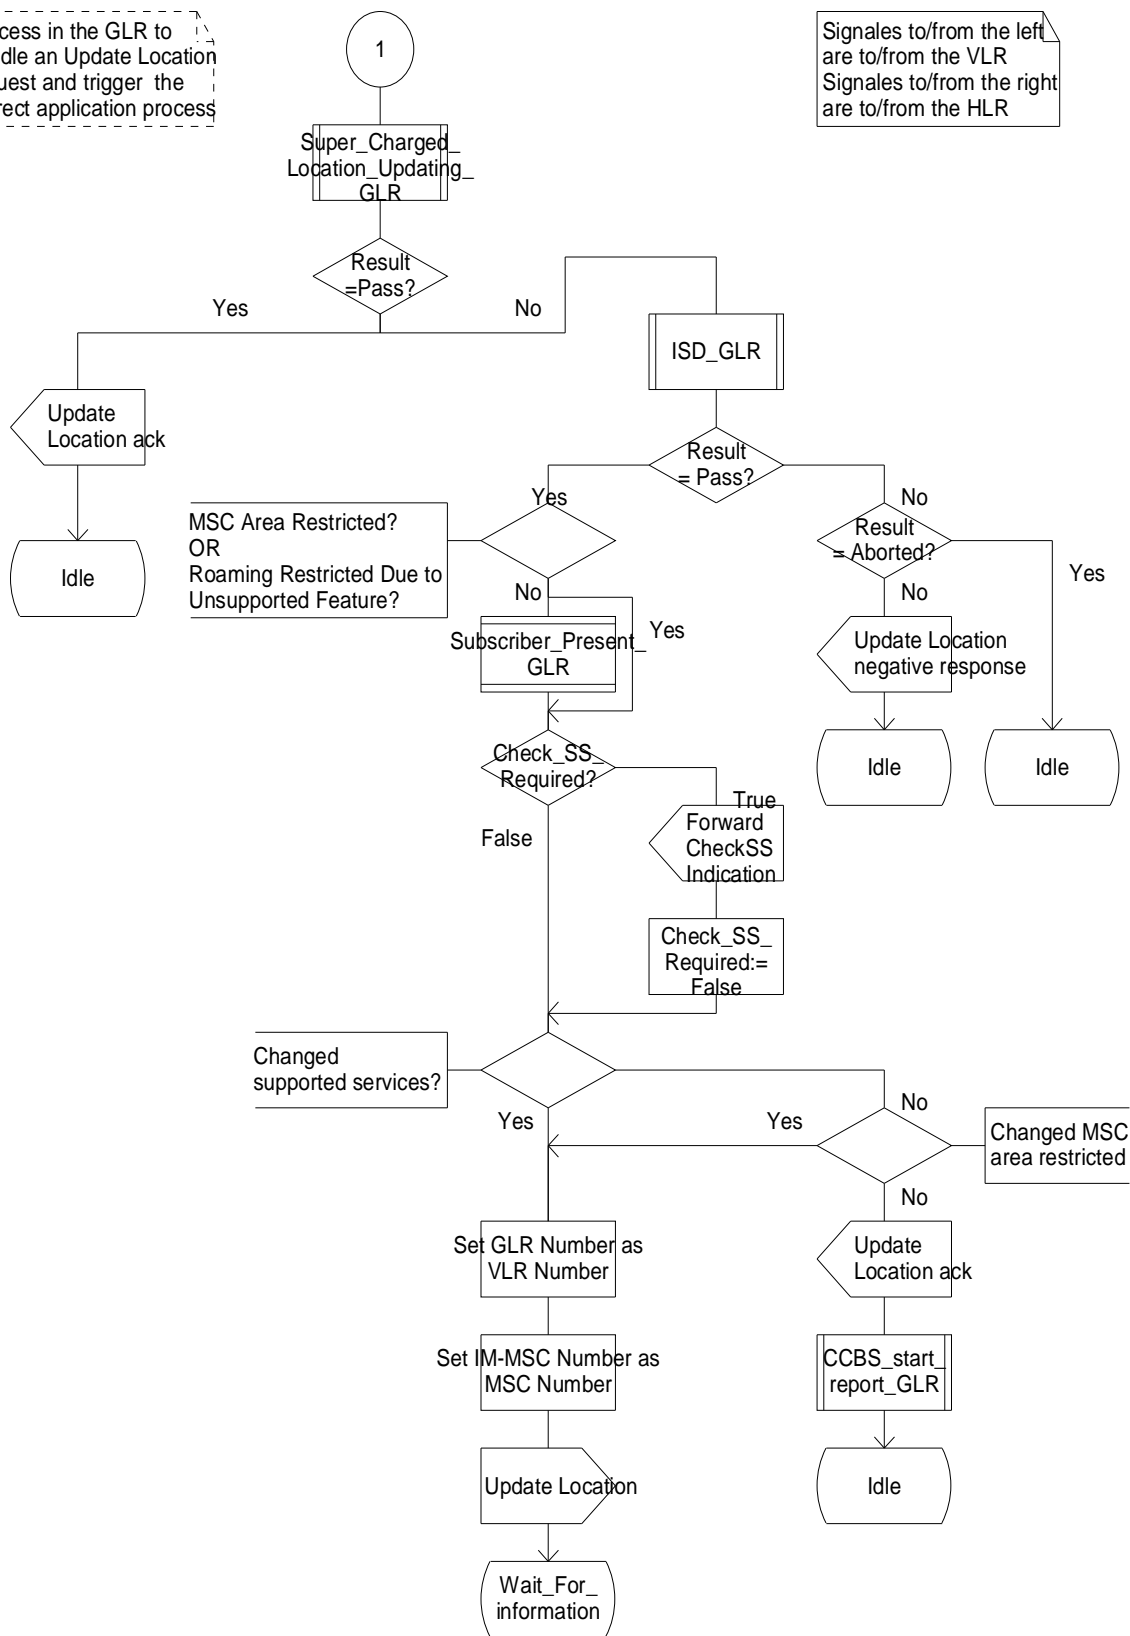 cess in the GLR to
dle an Update Location
uest and trigger the
rect application process
1
Signales to/from the left
are to/from the VLR
Signales to/from the right
are to/from the HLR
Super_Charged_
Location_Updating_
GLR
Result
=Pass?
Yes
No
ISD_GLR
Update
Location ack
Result
= Pass?
Yes
No
MSC Area Restricted?
OR
Roaming Restricted Due to
Unsupported Feature?
Result
= Aborted?
Idle
Yes
No
No
Subscriber_Present_
GLR
Yes
Update Location
negative response
Check_SS_
Required?
Idle
Idle
True
False
Forward
CheckSS
Indication
Check_SS_
Required:=
False
Changed
supported services?
Yes
No
Yes
Changed MSC
area restricted
No
Set GLR Number as
VLR Number
Update
Location ack
Set IM-MSC Number as
MSC Number
CCBS_start_
report_GLR
Update Location
Idle
Wait_For_
information